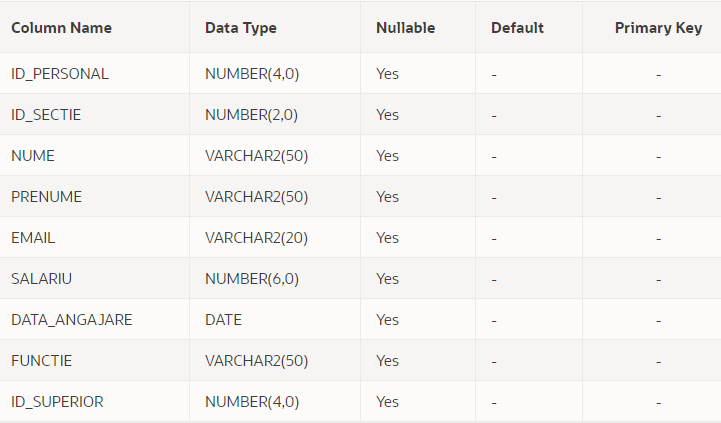 Column Name Data Type Nullable Default Primary Key
ID_PERSONAL NUMBER(4,0) Yes - -
ID_SECTIE NUMBER(2,0) Yes - -
NUME VARCHAR2(50) Yes - -
PRENUME VARCHAR2(50) Yes - -
EMAIL VARCHAR2(20) Yes - -
SALARIU NUMBER(6,0) Yes - -
DATA_ANGAJARE DATE Yes - -
FUNCTIE VARCHAR2(50) Yes - -
ID_SUPERIOR NUMBER(4,0) Yes - -